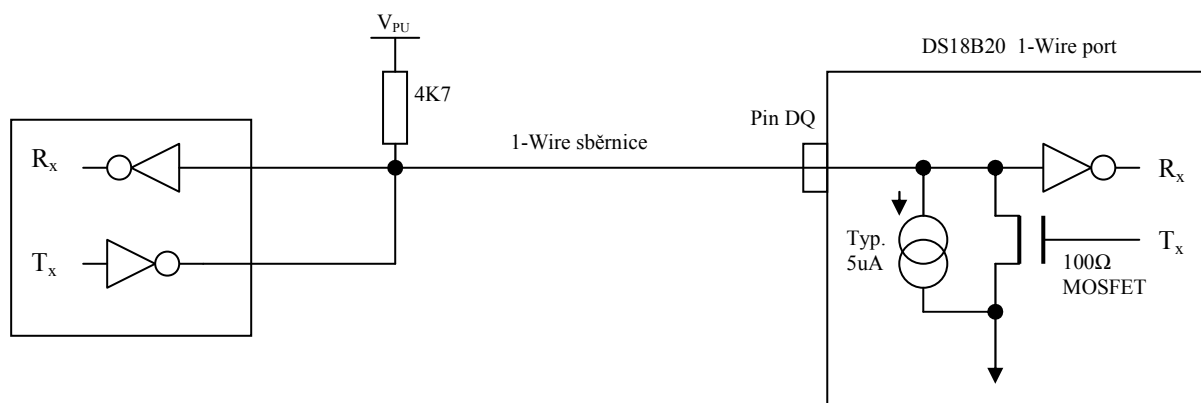 V_PU
DS18B20 1-Wire port
4K7
Pin DQ
1-Wire sběrnice
R_x
T_x
R_x
T_x
Typ.
5uA
100Ω
MOSFET